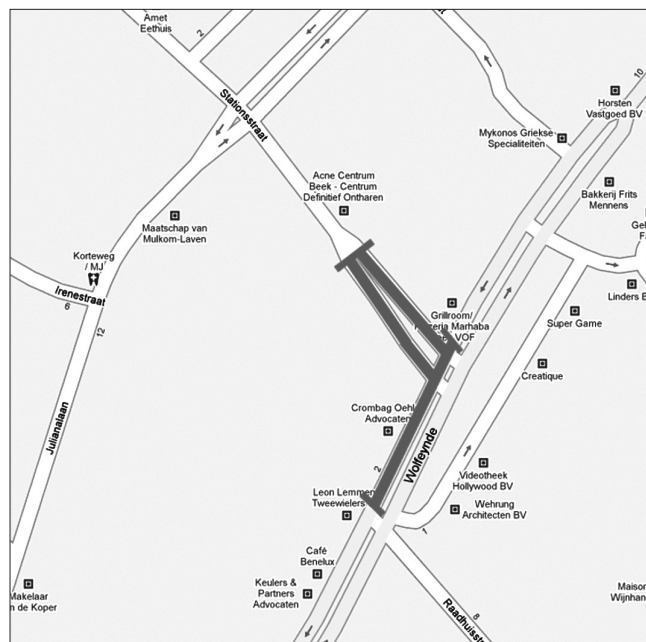 Amet
Eethuis
2
Stationsstraat
10
Horsten
Vastgoed BV
Mykonos Griekse
Specialiteiten
Acne Centrum
Beek - Centrum
Definitief Ontharen
Bakkerij Frits
Mennens
Maatschap van
Mulkom-Laven
Korteweg
/ MJ
Irenestraat
6
12
Linders B
Grillroom/
Marhaba
VOF
Super Game
Creatique
Julianalaan
Crombag Oehl
Advocaten
Wolfeynde
2
Videotheek
Hollywood BV
Leon Lemmen
Tweewielers
Wehrung
Architecten BV
1
Café
Benelux
Keulers &
Partners
Advocaten
Makelaar
n de Koper
8
Raadhuisstr
Maison
Wijnhan